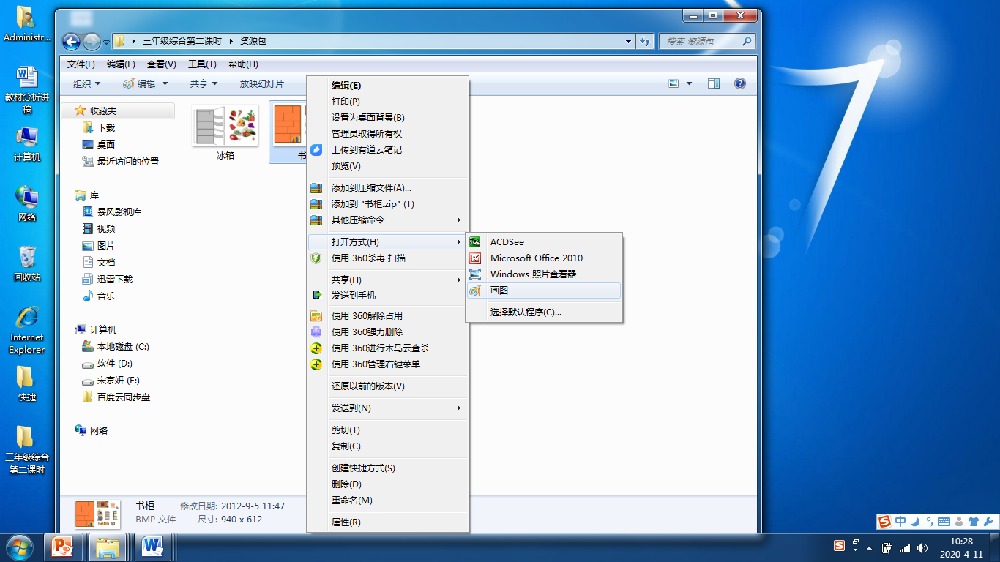 Administr...
教材分析讲
稿
计算机
网络
回收站
Internet
Explorer
快捷
三年级综合
第二课时
三年级综合第二课时
资源包
搜索 资源包
文件(F) 编辑(E) 查看(V) 工具(T) 帮助(H)
组织 编辑 共享 放映幻灯片
收藏夹
下载
桌面
最近访问的位置
库
暴风影视库
视频
图片
文档
迅雷下载
音乐
计算机
本地磁盘 (C:)
软件 (D:)
宋京妍 (E:)
百度云同步盘
网络
冰箱
书
编辑(E)
打印(P)
设置为桌面背景(B)
管理员取得所有权
上传到有道云笔记
预览(V)
添加到压缩文件(A)...
添加到 "书柜.zip" (T)
其他压缩命令
打开方式(H)
使用 360杀毒 扫描
共享(H)
发送到手机
使用 360解除占用
使用 360强力删除
使用 360进行木马云查杀
使用 360管理右键菜单
还原以前的版本(V)
发送到(N)
剪切(T)
复制(C)
创建快捷方式(S)
删除(D)
重命名(M)
属性(R)
ACDSee
Microsoft Office 2010
Windows 照片查看器
画图
选择默认程序(C)...
书柜 修改日期: 2012-9-5 11:47
BMP 文件 尺寸: 940 x 612
中
10:28
2020-4-11